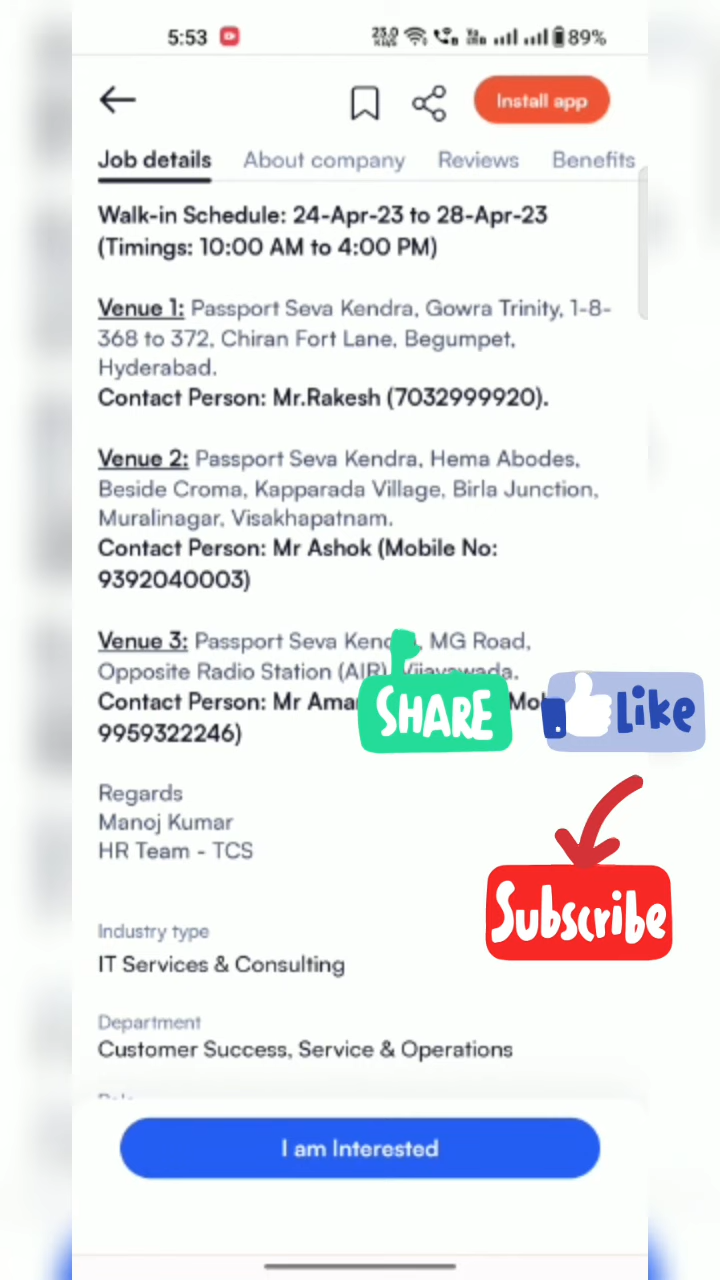 5:53
23.0 KB/S
89%
Install app
Job details About company Reviews Benefits
Walk-in Schedule: 24-Apr-23 to 28-Apr-23
(Timings: 10:00 AM to 4:00 PM)
Venue 1: Passport Seva Kendra, Gowra Trinity, 1-8-
368 to 372, Chiran Fort Lane, Begumpet,
Hyderabad.
Contact Person: Mr.Rakesh (7032999920).
Venue 2: Passport Seva Kendra, Hema Abodes,
Beside Croma, Kapparada Village, Birla Junction,
Muralinagar, Visakhapatnam.
Contact Person: Mr Ashok (Mobile No:
9392040003)
Venue 3: Passport Seva MG Road,
Opposite Radio Station (AIR), Vijayawada.
Contact Person: Mr
9959322246)
SHARE
Like
Regards
Manoj Kumar
HR Team - TCS
Subscribe
Industry type
IT Services & Consulting
Department
Customer Success, Service & Operations
I am Interested